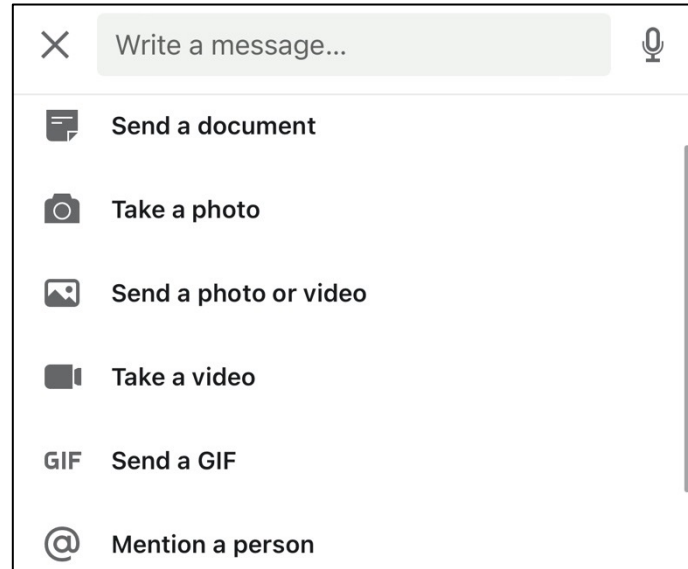 Write a message...
Send a document
Take a photo
Send a photo or video
Take a video
GIF Send a GIF
@ Mention a person